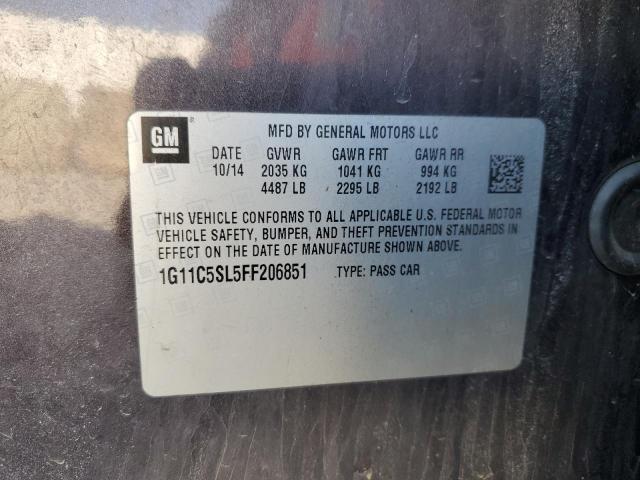 GM
MFD BY GENERAL MOTORS LLC
DATE GVWR GAWR FRT GAWR RR
10/14 2035 KG 1041 KG 994 KG
4487 LB 2295 LB 2192 LB
THIS VEHICLE CONFORMS TO ALL APPLICABLE U.S. FEDERAL MOTOR
VEHICLE SAFETY, BUMPER, AND THEFT PREVENTION STANDARDS IN
EFFECT ON THE DATE OF MANUFACTURE SHOWN ABOVE.
1G11C5SL5FF206851 TYPE: PASS CAR